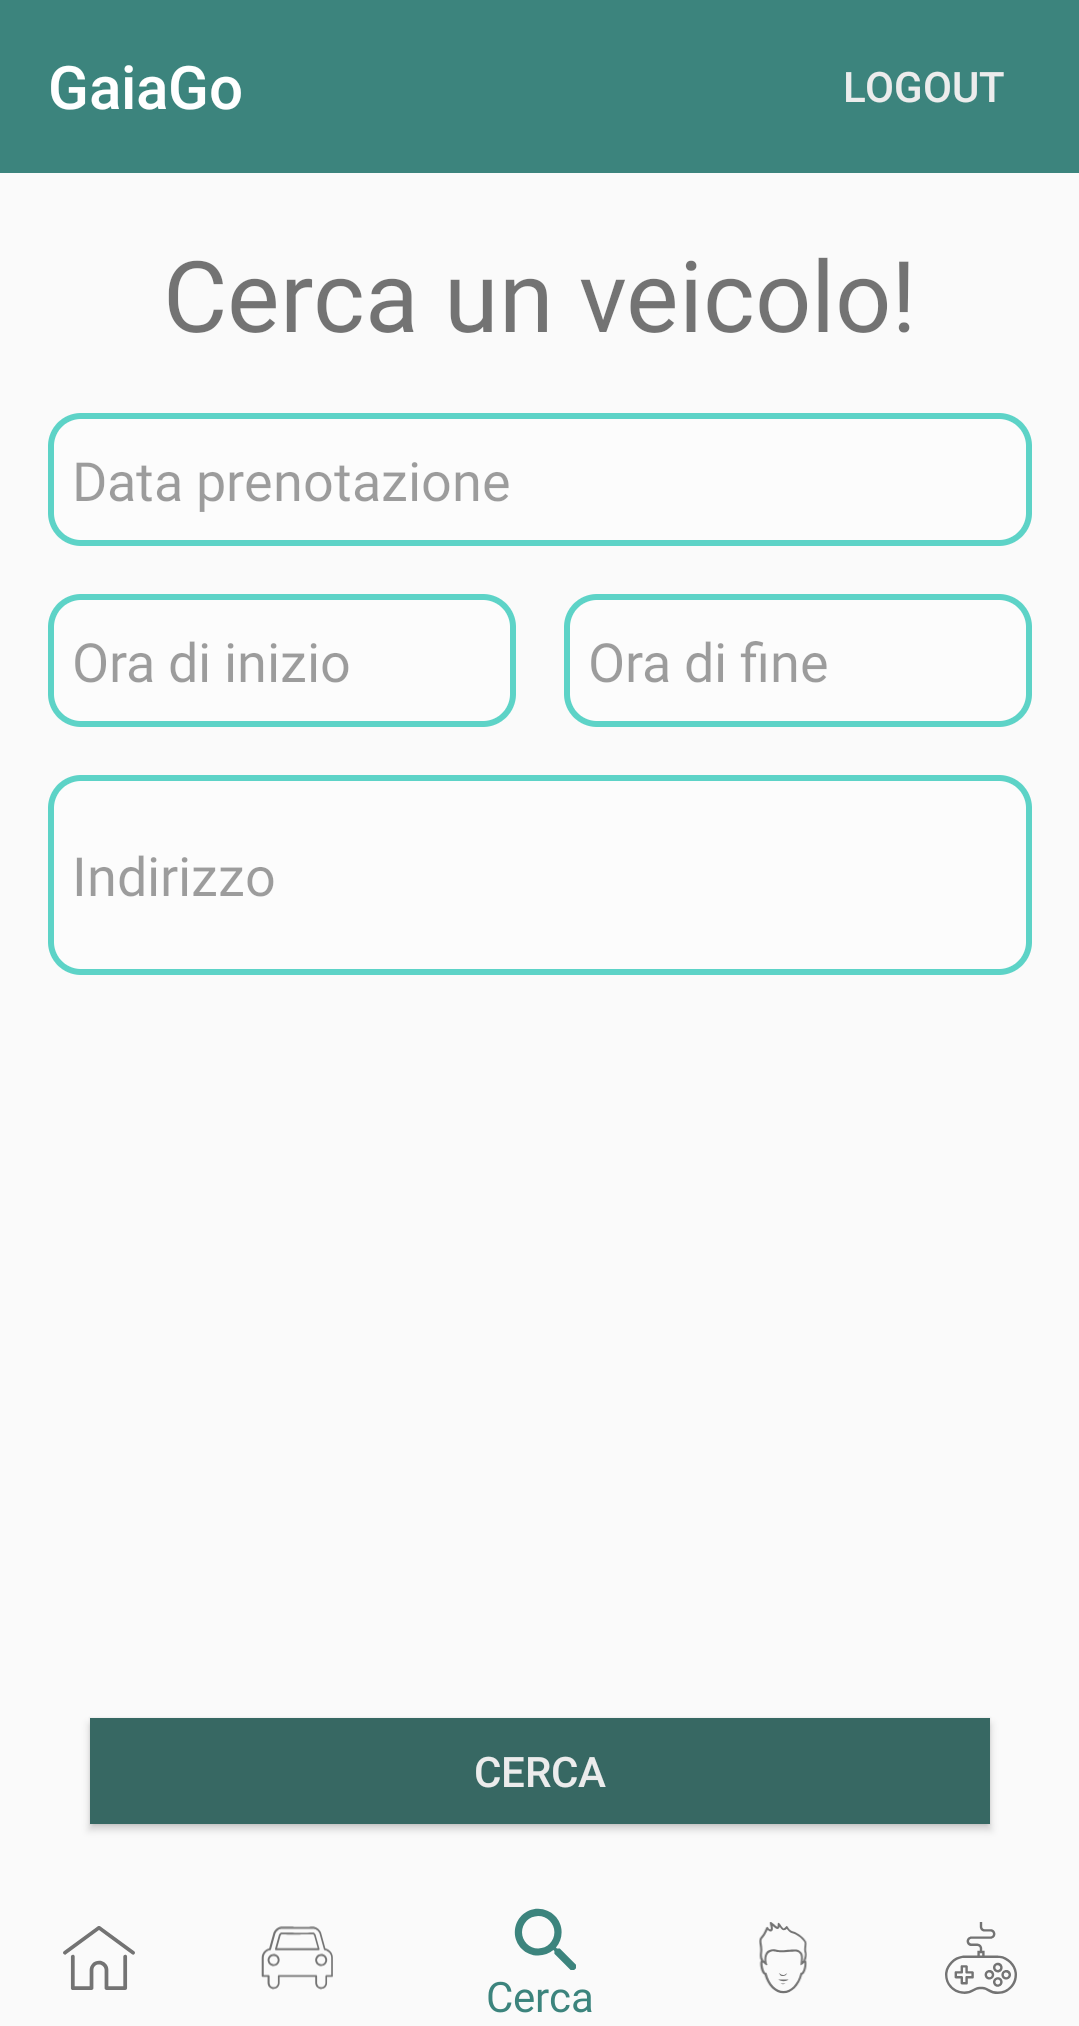 GaiaGo
LOGOUT
Cerca un veicolo!
Data prenotazione
Ora di inizio
Ora di fine
Indirizzo
CERCA
Cerca